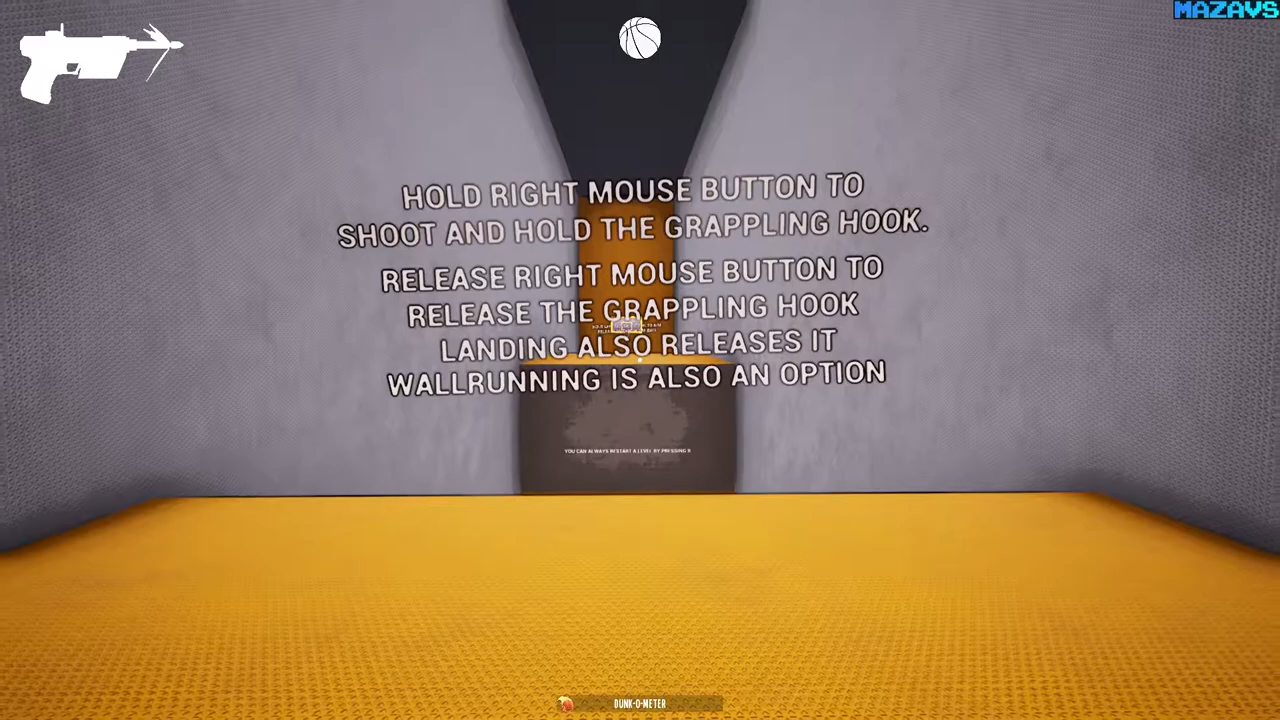 MAZAVS
HOLD RIGHT MOUSE BUTTON TO
SHOOT AND HOLD THE GRAPPLING HOOK.
RELEASE RIGHT MOUSE BUTTON TO
RELEASE THE GRAPPLING HOOK
LANDING ALSO RELEASES IT
WALLRUNNING IS ALSO AN OPTION
YOU CAN ALWAYS RESTART A LEVEL BY PRESSING R
DUNK-O-METER